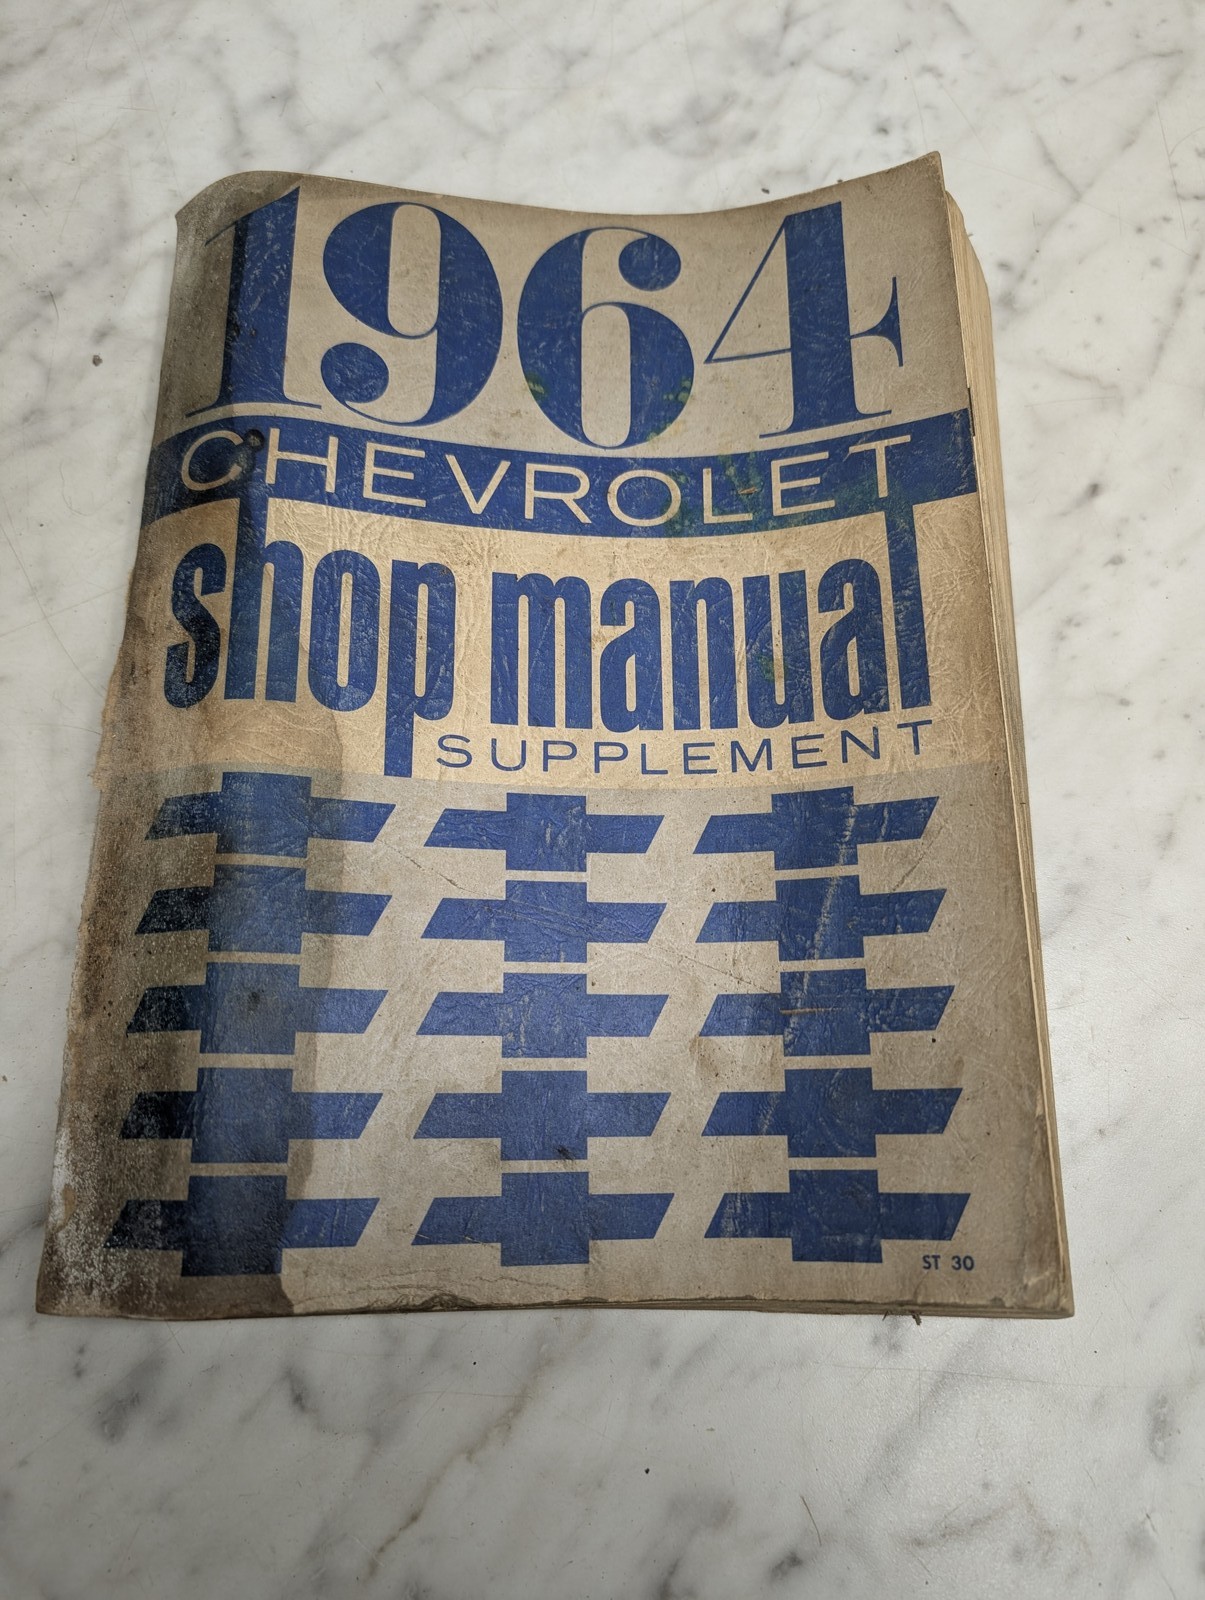 1964
CHEVROLET
shop manual
SUPPLEMENT
ST 30